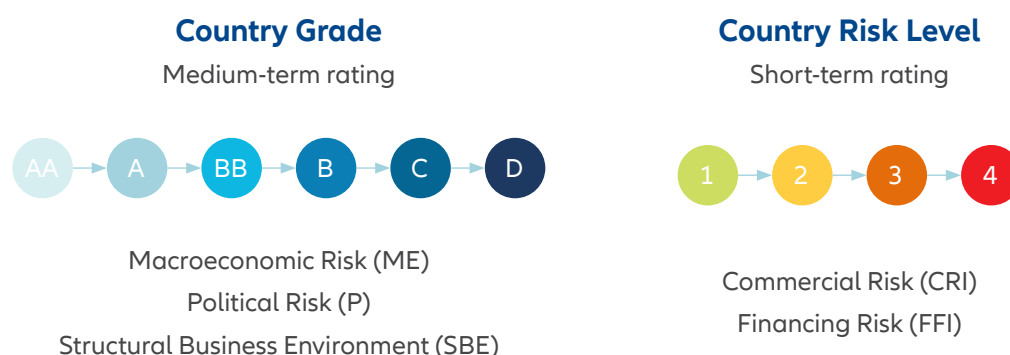 Country Grade
Medium-term rating
AA A BB B C D
Macroeconomic Risk (ME)
Political Risk (P)
Structural Business Environment (SBE)
Country Risk Level
Short-term rating
1 2 3 4
Commercial Risk (CRI)
Financing Risk (FFI)